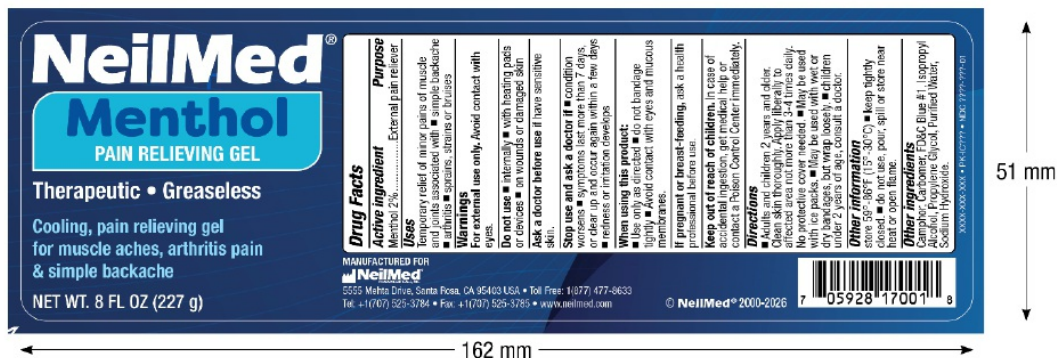 NeilMed®
Menthol
PAIN RELIEVING GEL
Therapeutic • Greaseless
Cooling, pain relieving gel
for muscle aches, arthritis pain
& simple backache
NET WT. 8 FL OZ (227 g)
Drug Facts
Active ingredient Purpose
Menthol 2%..............External pain reliever
Uses
Temporary relief of minor pains of muscle
and joints associated with ■ simple backache
■ arthritis ■ sprains, strains or bruises
Warnings
For external use only. Avoid contact with
eyes.
Do not use ■ internally ■ with heating pads
or devices ■ on wounds or damaged skin
Ask a doctor before use if have sensitive
skin.
Stop use and ask a doctor if ■ condition
worsens ■ symptoms last more than 7 days,
or clear up and occur again within a few days
■ redness or irritation develops
When using this product:
■ Use only as directed ■ do not bandage
tightly ■ Avoid contact with eyes and mucous
membranes.
If pregnant or breast-feeding, ask a health
professional before use.
Keep out of reach of children. In case of
accidental ingestion, get medical help or
contact a Poison Control Center immediately.
Directions
■ Adults and children 2 years and older.
Clean skin thoroughly. Apply liberally to
affected area not more than 3-4 times daily.
No protective cover needed. ■ May be used
with ice packs. ■ May be used with wet or
dry bandages, but wrap loosely. ■ children
under 2 years of age, consult a doctor.
Other information
store 59°-86°F (15°-30°C) ■ keep tightly
closed. ■ do not use, pour, spill or store near
heat or open flame.
Other ingredients
Camphor, Carbomer, FD&C Blue #1, Isopropyl
Alcohol, Propylene Glycol, Purified Water,
Sodium Hydroxide.
XXXX-XXX-XXX • PK-IC??? • NDC ????-???-01
MANUFACTURED FOR
NeilMed®
5555 Mehta Drive, Santa Rosa, CA 95403 USA • Toll Free: 1(877) 477-8633
Tel: +1(707) 525-3784 • Fax: +1(707) 525-3785 • www.neilmed.com
© NeilMed® 2000-2026
7 05928 17001 8
51 mm
162 mm